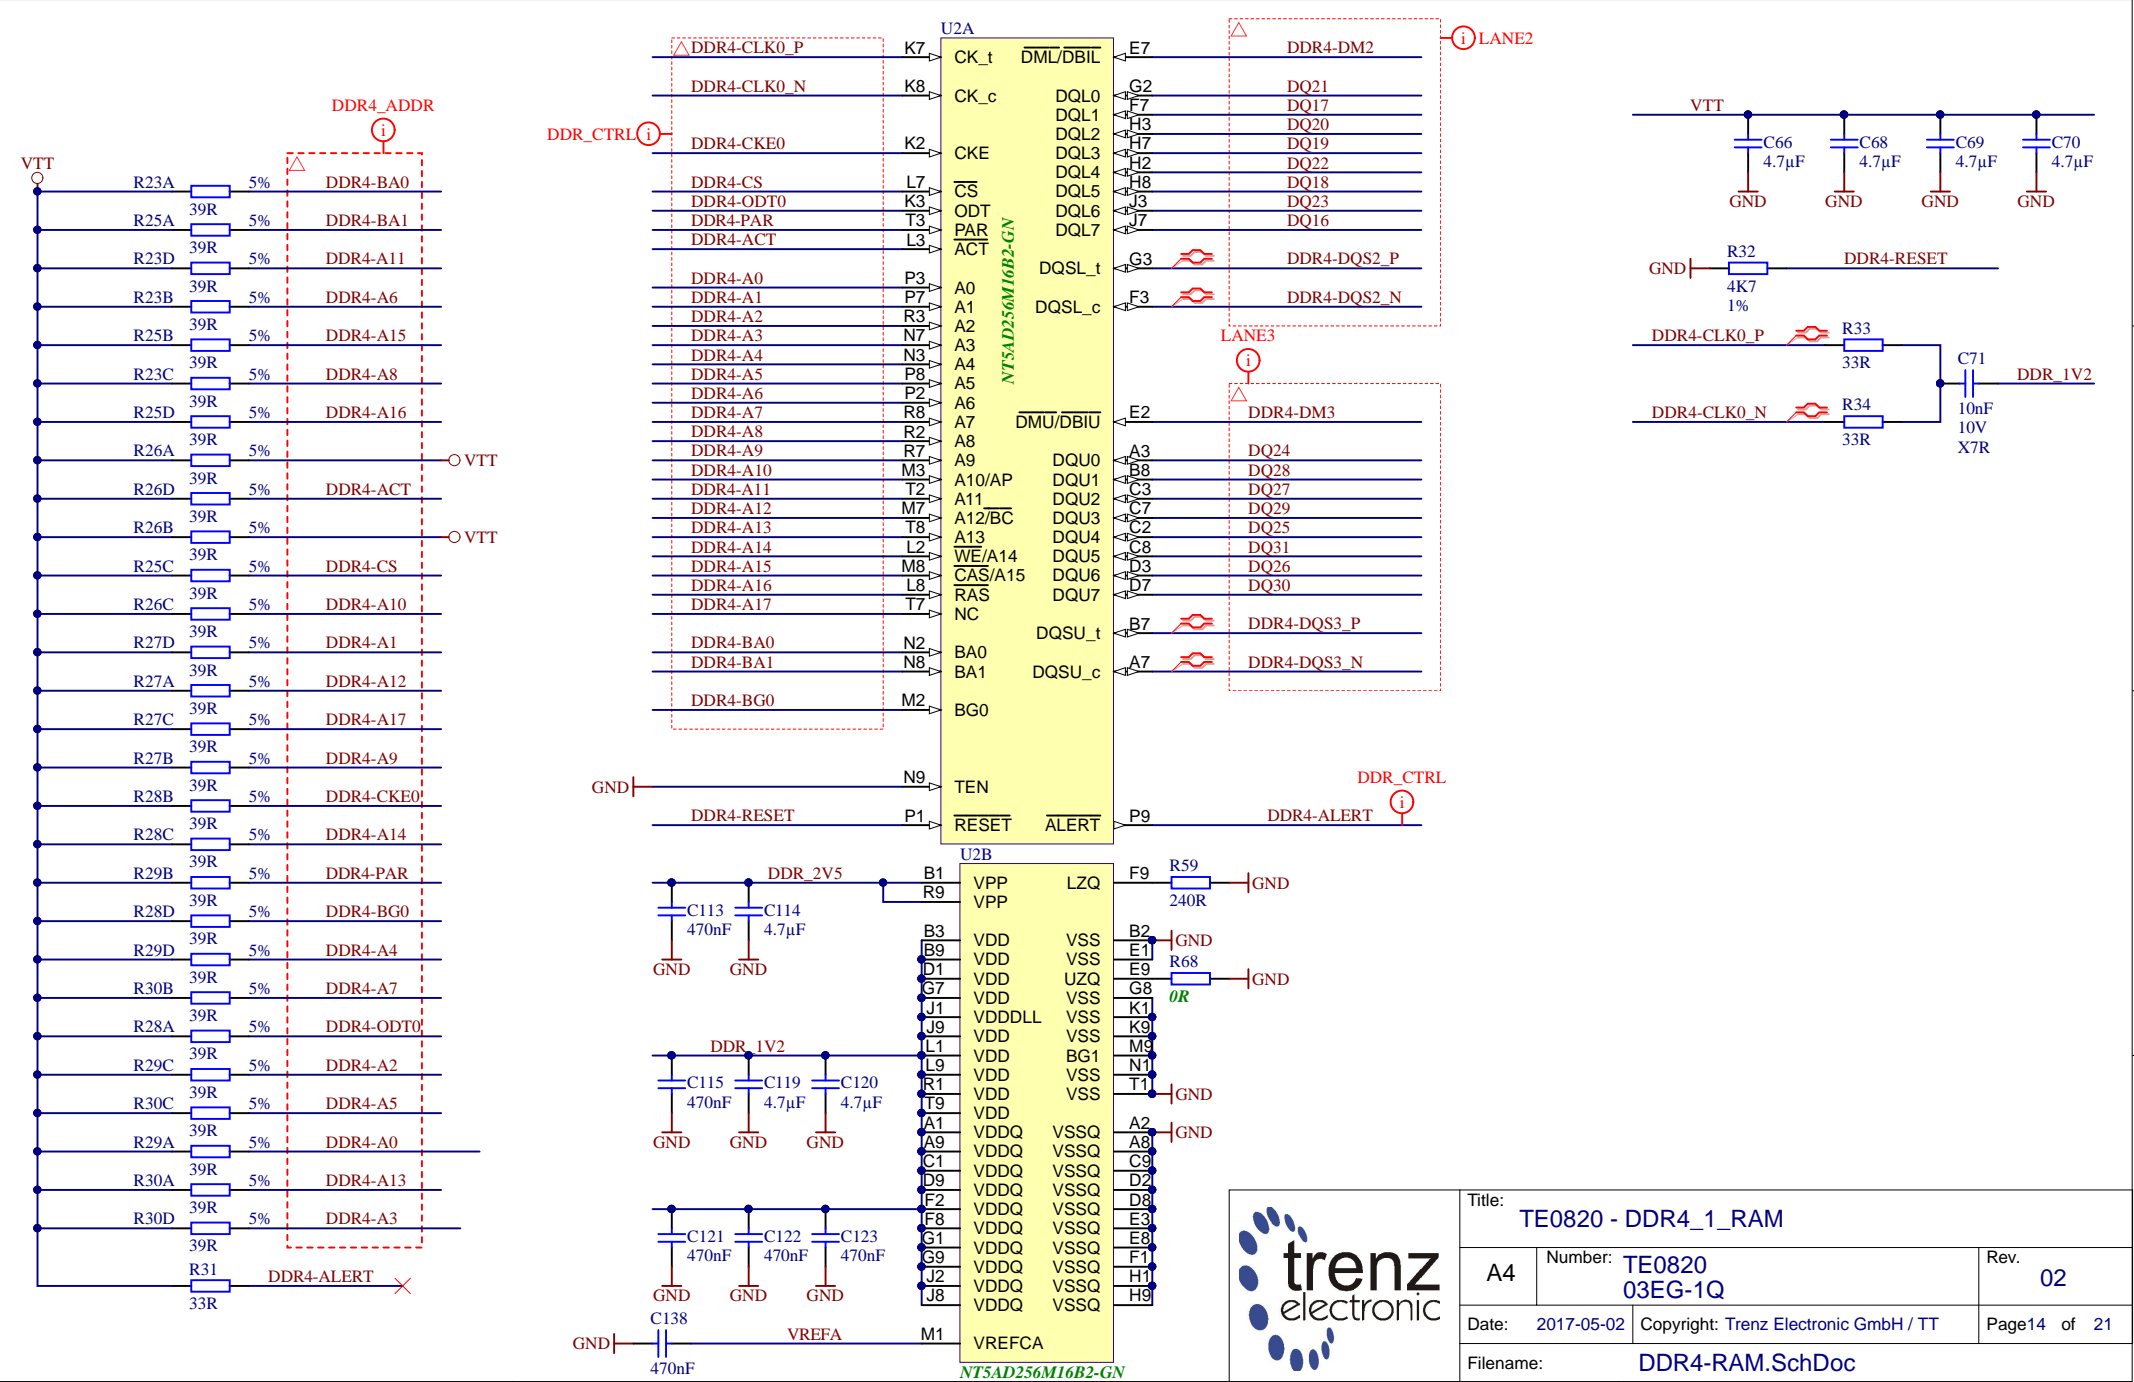 DDR4_ADDR
i
VTT
R23A 39R 5% DDR4-BA0
R25A 39R 5% DDR4-BA1
R23D 39R 5% DDR4-A11
R23B 39R 5% DDR4-A6
R25B 39R 5% DDR4-A15
R23C 39R 5% DDR4-A8
R25D 39R 5% DDR4-A16
R26A 39R 5% VTT
R26D 39R 5% DDR4-ACT
R26B 39R 5% VTT
R25C 39R 5% DDR4-CS
R26C 39R 5% DDR4-A10
R27D 39R 5% DDR4-A1
R27A 39R 5% DDR4-A12
R27C 39R 5% DDR4-A17
R27B 39R 5% DDR4-A9
R28B 39R 5% DDR4-CKE0
R28C 39R 5% DDR4-A14
R29B 39R 5% DDR4-PAR
R28D 39R 5% DDR4-BG0
R29D 39R 5% DDR4-A4
R30B 39R 5% DDR4-A7
R28A 39R 5% DDR4-ODT0
R29C 39R 5% DDR4-A2
R30C 39R 5% DDR4-A5
R29A 39R 5% DDR4-A0
R30A 39R 5% DDR4-A13
R30D 39R 5% DDR4-A3
R31 33R DDR4-ALERT
U2A
DDR_CTRL i
DDR4-CLK0_P K7 CK_t
DDR4-CLK0_N K8 CK_c
DDR4-CKE0 K2 CKE
DDR4-CS L7 CS
DDR4-ODT0 K3 ODT
DDR4-PAR T3 PAR
DDR4-ACT L3 ACT
DDR4-A0 P3 A0
DDR4-A1 P7 A1
DDR4-A2 R3 A2
DDR4-A3 N7 A3
DDR4-A4 N3 A4
DDR4-A5 P8 A5
DDR4-A6 P2 A6
DDR4-A7 R8 A7
DDR4-A8 R2 A8
DDR4-A9 R7 A9
DDR4-A10 M3 A10/AP
DDR4-A11 T2 A11
DDR4-A12 M7 A12/BC
DDR4-A13 T8 A13
DDR4-A14 L2 WE/A14
DDR4-A15 M8 CAS/A15
DDR4-A16 L8 RAS
DDR4-A17 T7 NC
DDR4-BA0 N2 BA0
DDR4-BA1 N8 BA1
DDR4-BG0 M2 BG0
GND N9 TEN
DDR4-RESET P1 RESET
NT5AD256M16B2-GN
i LANE2
DML/DBIL E7 DDR4-DM2
DQL0 G2 DQ21
DQL1 F7 DQ17
DQL2 H3 DQ20
DQL3 H7 DQ19
DQL4 H2 DQ22
DQL5 H8 DQ18
DQL6 J3 DQ23
DQL7 J7 DQ16
DQSL_t G3 DDR4-DQS2_P
DQSL_c F3 DDR4-DQS2_N
LANE3
i
DMU/DBIU E2 DDR4-DM3
DQU0 A3 DQ24
DQU1 B8 DQ28
DQU2 C3 DQ27
DQU3 C7 DQ29
DQU4 C2 DQ25
DQU5 C8 DQ31
DQU6 D3 DQ26
DQU7 D7 DQ30
DQSU_t B7 DDR4-DQS3_P
DQSU_c A7 DDR4-DQS3_N
DDR_CTRL
i
ALERT P9 DDR4-ALERT
U2B
DDR_2V5 B1 VPP
R9 VPP
C113 470nF GND
C114 4.7µF GND
B3 VDD
B9 VDD
D1 VDD
G7 VDD
J1 VDDDLL
J9 VDD
DDR_1V2 L1 VDD
L9 VDD
R1 VDD
T9 VDD
A1 VDDQ
A9 VDDQ
C1 VDDQ
D9 VDDQ
F2 VDDQ
F8 VDDQ
G1 VDDQ
G9 VDDQ
J2 VDDQ
J8 VDDQ
C115 470nF GND
C119 4.7µF GND
C120 4.7µF GND
C121 470nF GND
C122 470nF GND
C123 470nF GND
GND C138 470nF VREFA M1 VREFCA
LZQ F9 R59 240R GND
VSS B2 GND
VSS E1
UZQ E9 R68 0R GND
VSS G8
VSS K1
VSS K9
BG1 M9
VSS N1
VSS T1 GND
VSSQ A2 GND
VSSQ A8
VSSQ C9
VSSQ D2
VSSQ D8
VSSQ E3
VSSQ E8
VSSQ F1
VSSQ H1
VSSQ H9
NT5AD256M16B2-GN
VTT
C66 4.7µF GND
C68 4.7µF GND
C69 4.7µF GND
C70 4.7µF GND
GND R32 4K7 1% DDR4-RESET
DDR4-CLK0_P R33 33R
DDR4-CLK0_N R34 33R
C71 10nF 10V X7R DDR_1V2
trenz
electronic
Title: TE0820 - DDR4_1_RAM
A4 Number: TE0820 03EG-1Q Rev. 02
Date: 2017-05-02 Copyright: Trenz Electronic GmbH / TT Page14 of 21
Filename: DDR4-RAM.SchDoc